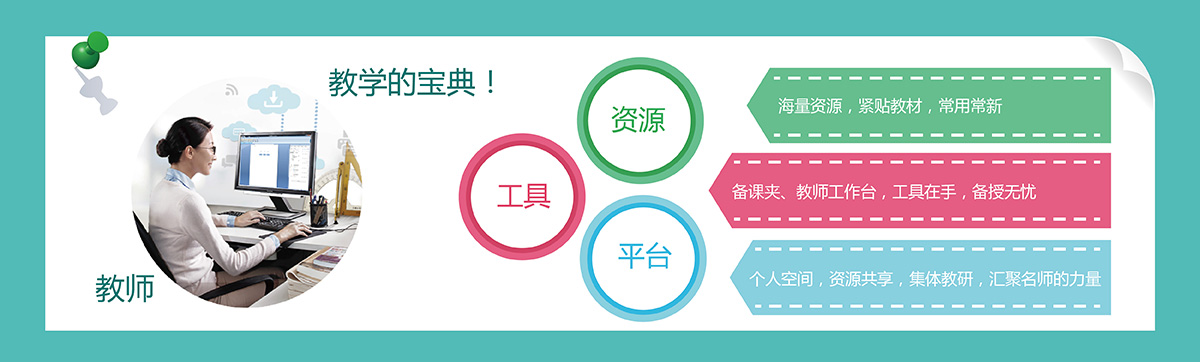 教学的宝典！
教师
资源
工具
平台
海量资源，紧贴教材，常用常新
备课夹、教师工作台，工具在手，备授无忧
个人空间，资源共享，集体教研，汇聚名师的力量